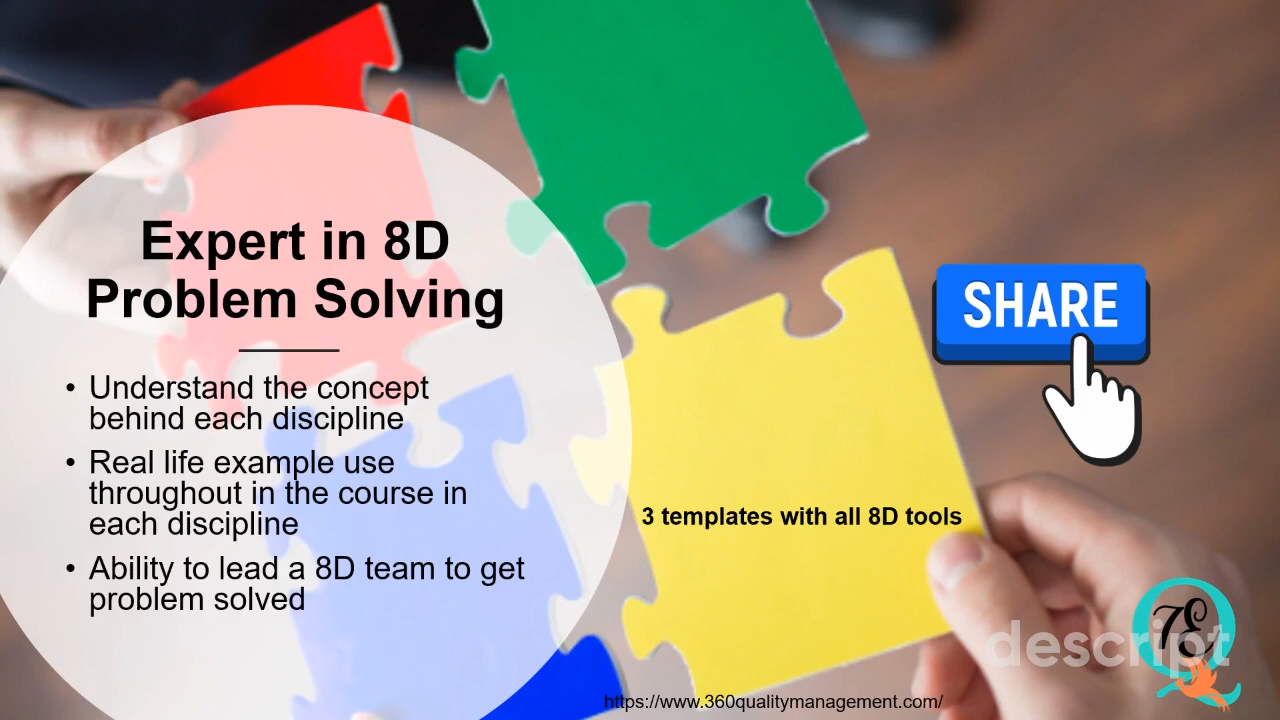 Expert in 8D
Problem Solving
• Understand the concept
behind each discipline
• Real life example use
throughout in the course in
each discipline
• Ability to lead a 8D team to get
problem solved
SHARE
3 templates with all 8D tools
7E
descript
https://www.360qualitymanagement.com/